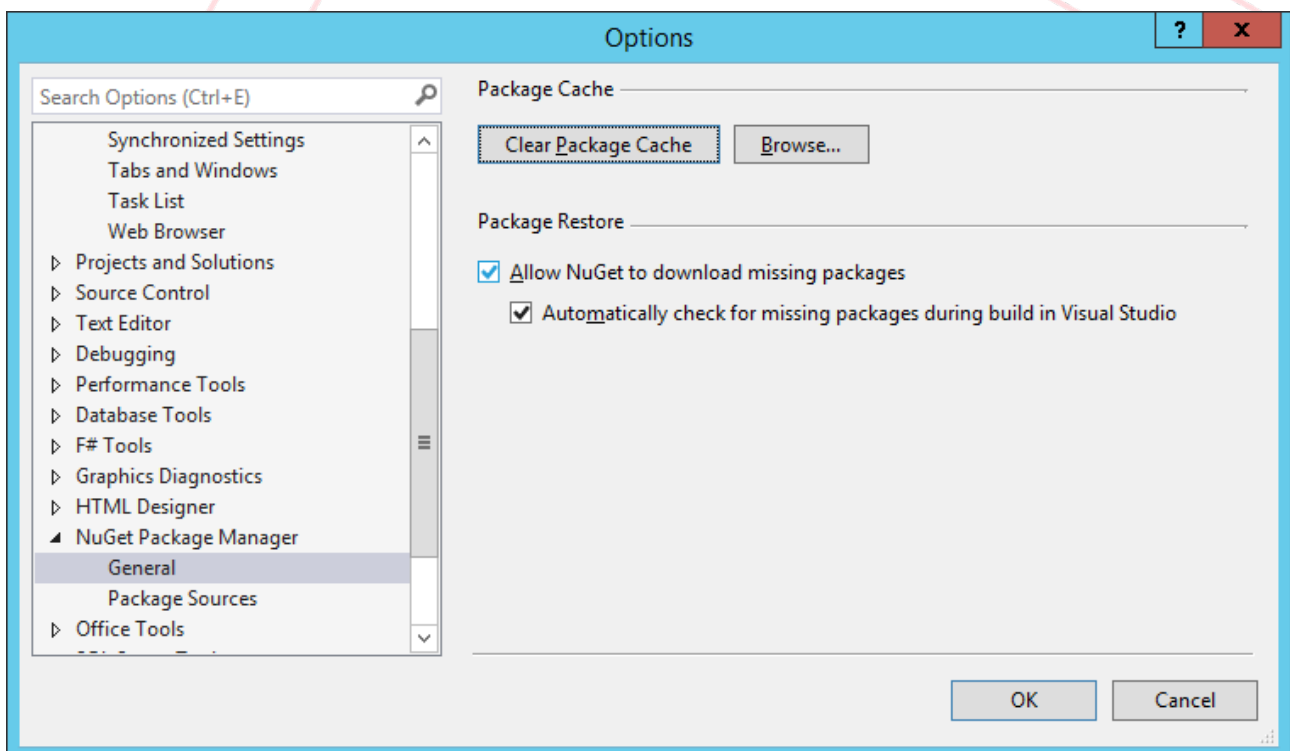 Options
?
x
Search Options (Ctrl+E)
Synchronized Settings
Tabs and Windows
Task List
Web Browser
Projects and Solutions
Source Control
Text Editor
Debugging
Performance Tools
Database Tools
F# Tools
Graphics Diagnostics
HTML Designer
NuGet Package Manager
General
Package Sources
Office Tools
Package Cache
Clear Package Cache
Browse...
Package Restore
Allow NuGet to download missing packages
Automatically check for missing packages during build in Visual Studio
OK
Cancel